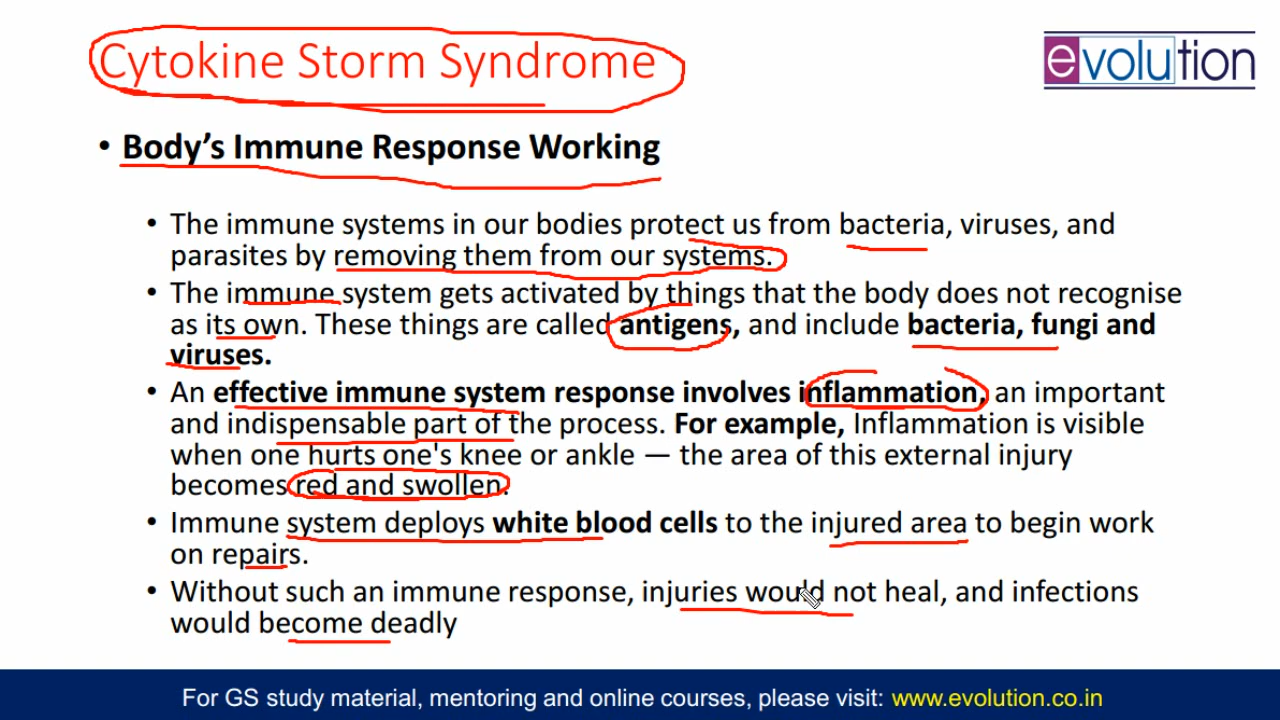 Cytokine Storm Syndrome
evolution
• Body’s Immune Response Working
• The immune systems in our bodies protect us from bacteria, viruses, and
parasites by removing them from our systems.
• The immune system gets activated by things that the body does not recognise
as its own. These things are called antigens, and include bacteria, fungi and
viruses.
• An effective immune system response involves inflammation, an important
and indispensable part of the process. For example, Inflammation is visible
when one hurts one's knee or ankle — the area of this external injury
becomes red and swollen.
• Immune system deploys white blood cells to the injured area to begin work
on repairs.
• Without such an immune response, injuries would not heal, and infections
would become deadly
For GS study material, mentoring and online courses, please visit: www.evolution.co.in